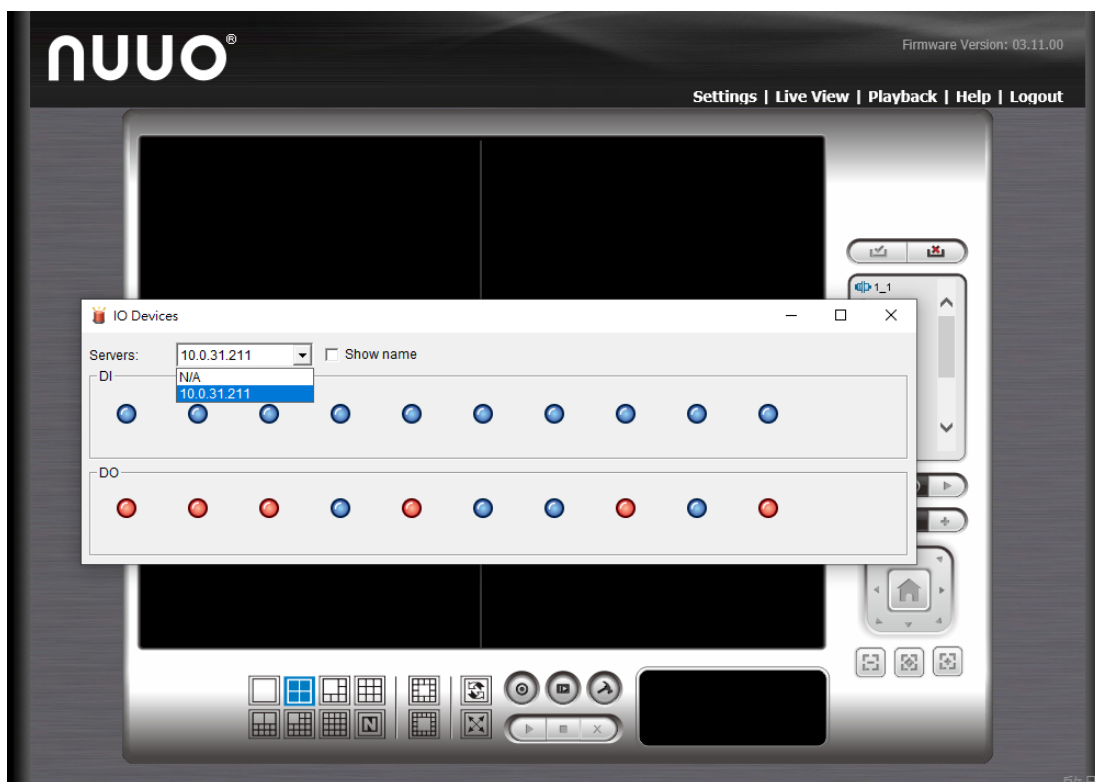 nuuo®
Firmware Version: 03.11.00
Settings | Live View | Playback | Help | Logout
1_1
IO Devices
Servers: 10.0.31.211 Show name
N/A
10.0.31.211
DI
DO
N